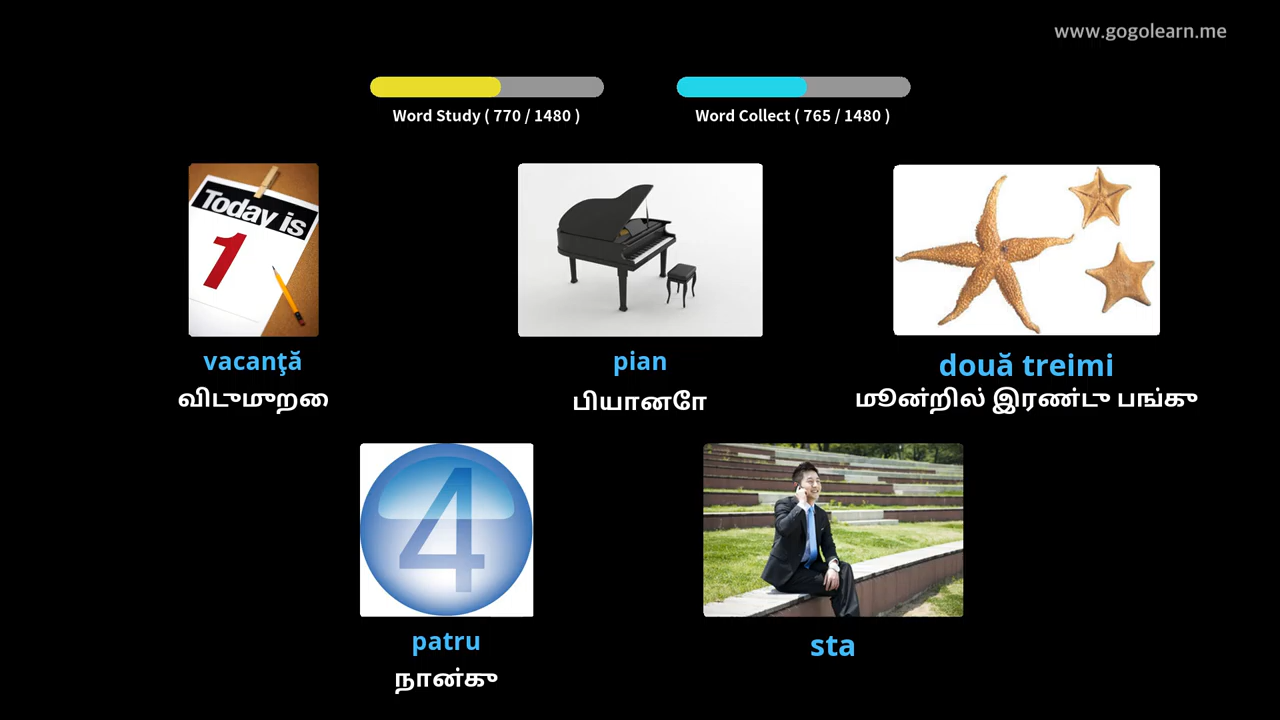 www.gogolearn.me
Word Study ( 770 / 1480 )
Word Collect ( 765 / 1480 )
Today is
1
vacanţă
விடுமுறை
pian
பியானோ
două treimi
மூன்றில் இரண்டு பங்கு
4
patru
நான்கு
sta